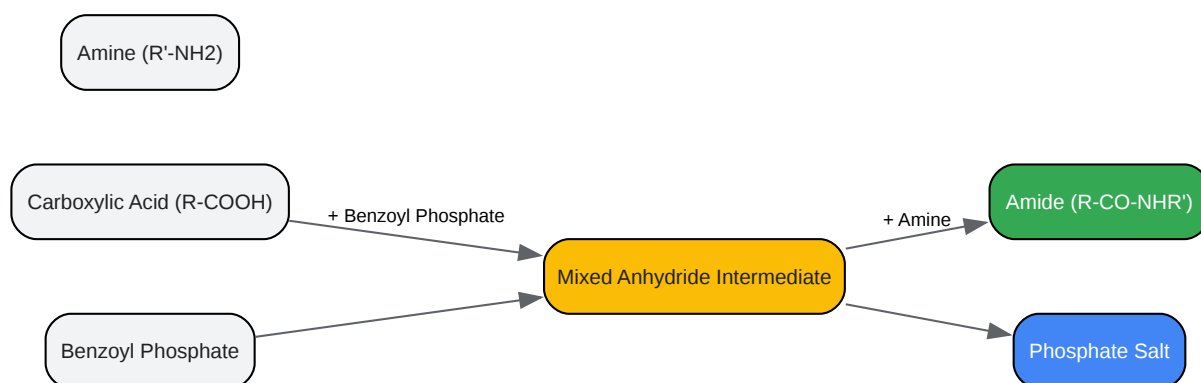 Amine (R'-NH2)
Carboxylic Acid (R-COOH)
+ Benzoyl Phosphate
+ Amine
Amide (R-CO-NHR')
Mixed Anhydride Intermediate
Benzoyl Phosphate
Phosphate Salt